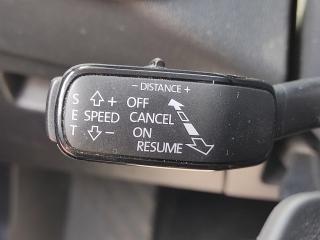 - DISTANCE +
S + OFF
E SPEED CANCEL
T - ON
RESUME